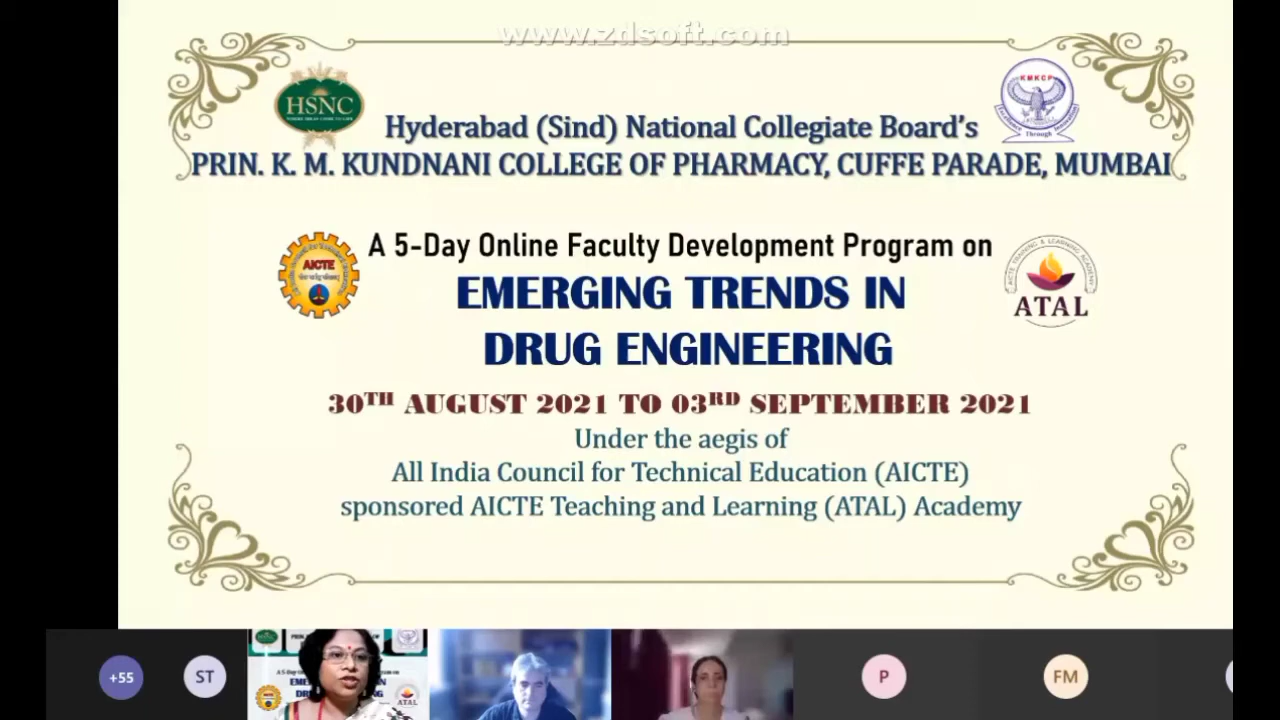 www.zdsoft.com
HSNC
KMKCP
Hyderabad (Sind) National Collegiate Board's
PRIN. K. M. KUNDNANI COLLEGE OF PHARMACY, CUFFE PARADE, MUMBAI
A 5-Day Online Faculty Development Program on
AICTE
EMERGING TRENDS IN
DRUG ENGINEERING
ATAL
30TH AUGUST 2021 TO 03RD SEPTEMBER 2021
Under the aegis of
All India Council for Technical Education (AICTE)
sponsored AICTE Teaching and Learning (ATAL) Academy
+55
ST
P
FM